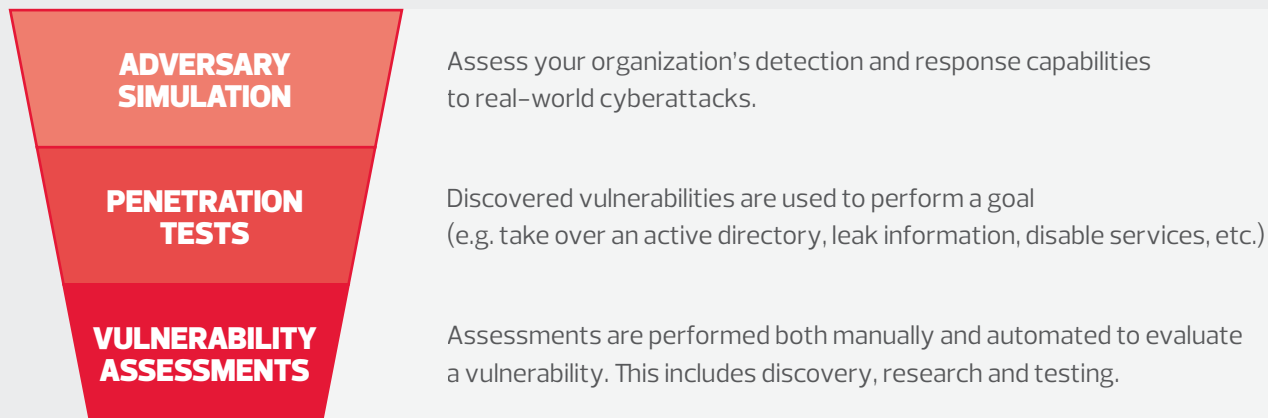 ADVERSARY
SIMULATION
Assess your organization's detection and response capabilities
to real-world cyberattacks.
PENETRATION
TESTS
Discovered vulnerabilities are used to perform a goal
(e.g. take over an active directory, leak information, disable services, etc.)
VULNERABILITY
ASSESSMENTS
Assessments are performed both manually and automated to evaluate
a vulnerability. This includes discovery, research and testing.